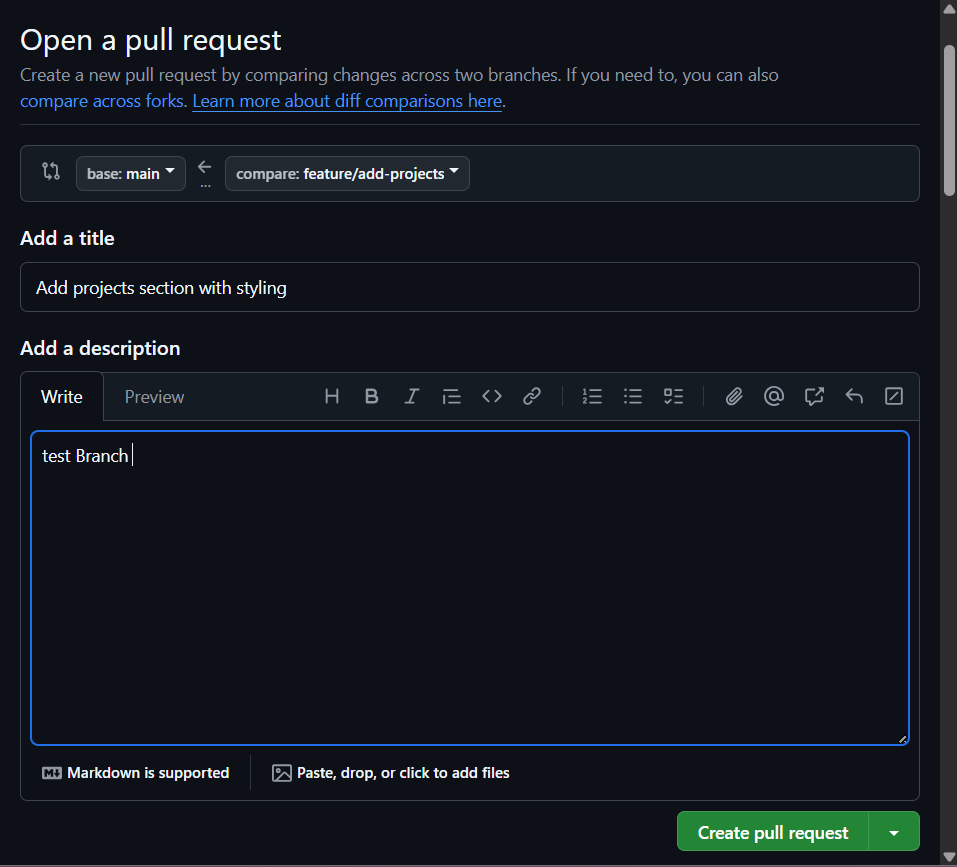 Open a pull request
Create a new pull request by comparing changes across two branches. If you need to, you can also
compare across forks. Learn more about diff comparisons here.
base: main
...
compare: feature/add-projects
Add a title
Add projects section with styling
Add a description
Write
Preview
test Branch
Markdown is supported
Paste, drop, or click to add files
Create pull request